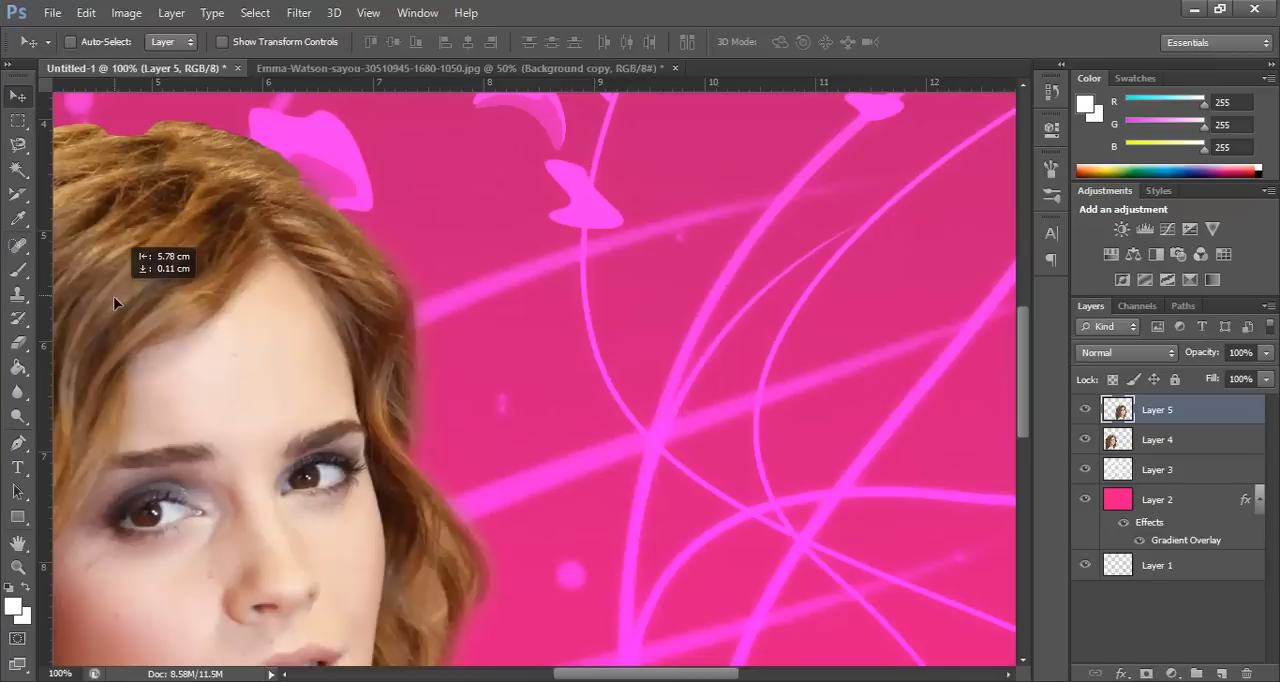 Ps File Edit Image Layer Type Select Filter 3D View Window Help
Auto-Select: Layer Show Transform Controls 3D Mode: Essentials
Untitled-1 @ 100% (Layer 5, RGB/8) * × Emma-Watson-sayou-30510945-1680-1050.jpg @ 50% (Background copy, RGB/8#) * ×
5 6 7 8 9 10 11 12
4
5
6
7
8
5.78 cm
0.11 cm
Color Swatches
R 255
G 255
B 255
Adjustments Styles
Add an adjustment
Layers Channels Paths
Kind
Normal Opacity: 100%
Lock: Fill: 100%
Layer 5
Layer 4
Layer 3
Layer 2 fx
Effects
Gradient Overlay
Layer 1
100% Doc: 8.58M/11.5M